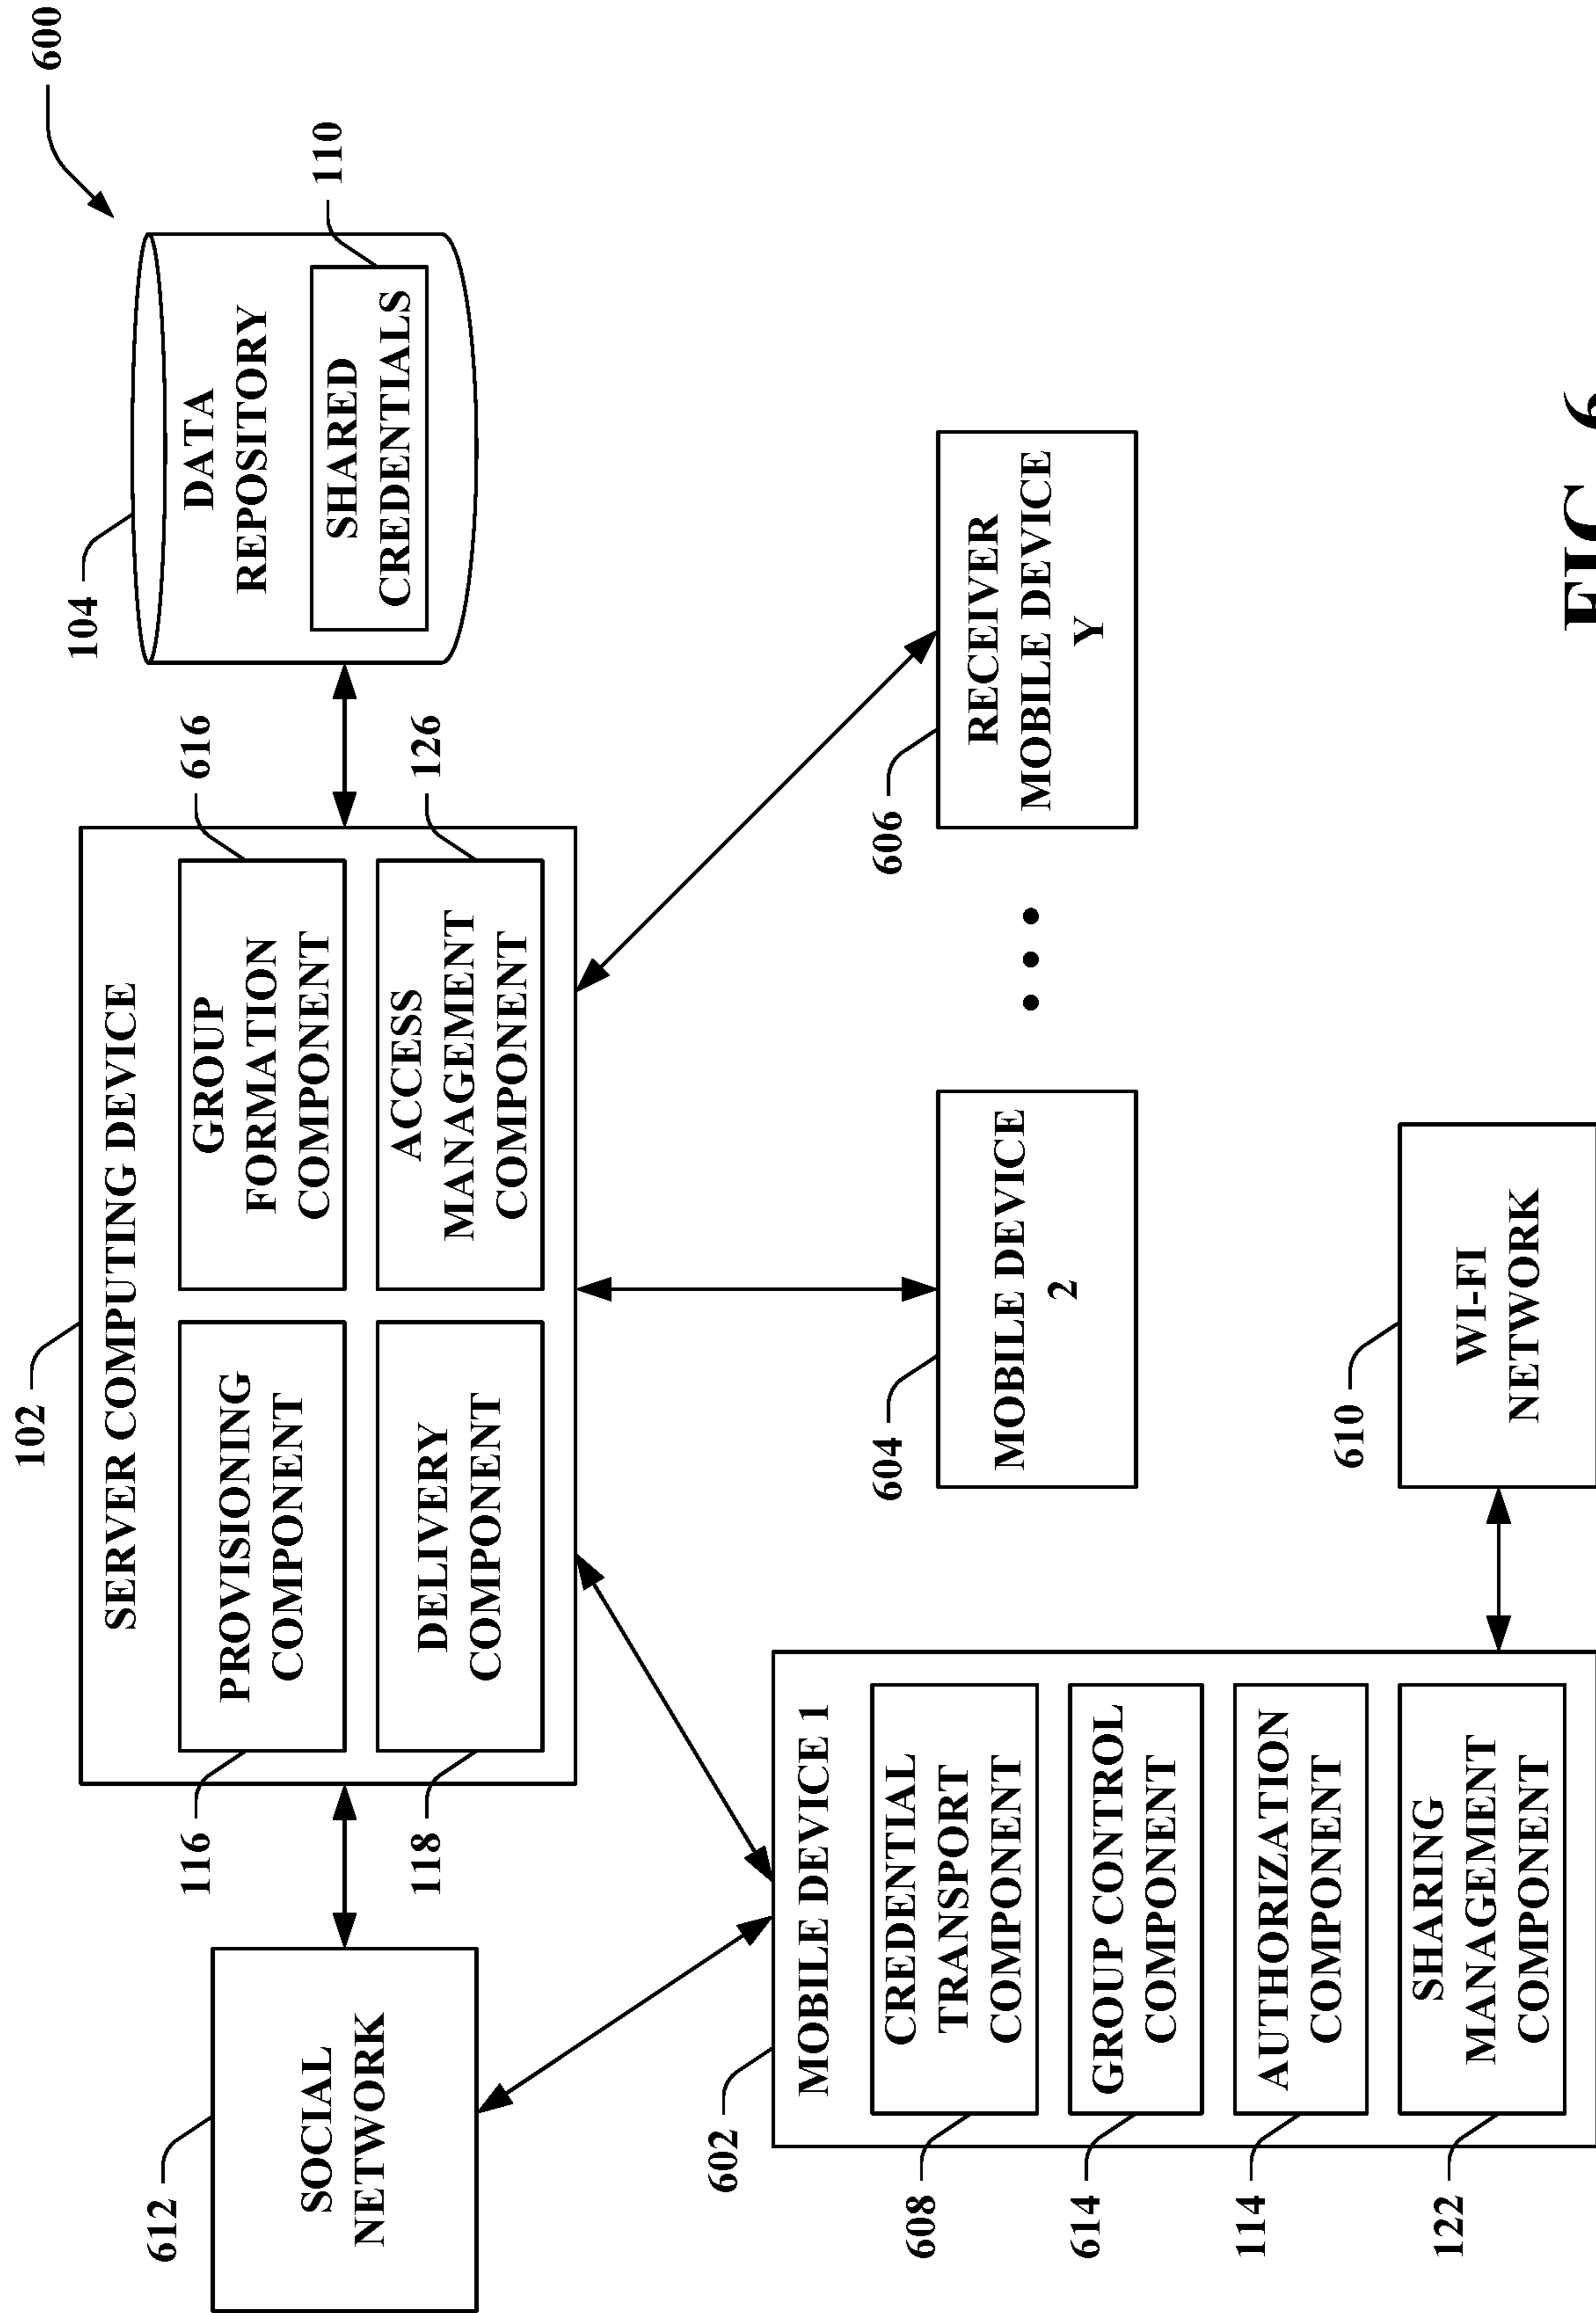 600
102
104
SERVER COMPUTING DEVICE
612
116
PROVISIONING
COMPONENT
GROUP
FORMATION
COMPONENT
616
DATA
REPOSITORY
SOCIAL
NETWORK
118
DELIVERY
COMPONENT
ACCESS
MANAGEMENT
COMPONENT
126
SHARED
CREDENTIALS
110
602
MOBILE DEVICE 1
604
MOBILE DEVICE
2
606
RECEIVER
MOBILE DEVICE
Y
608
CREDENTIAL
TRANSPORT
COMPONENT
614
GROUP CONTROL
COMPONENT
114
AUTHORIZATION
COMPONENT
122
SHARING
MANAGEMENT
COMPONENT
610
WI-FI
NETWORK